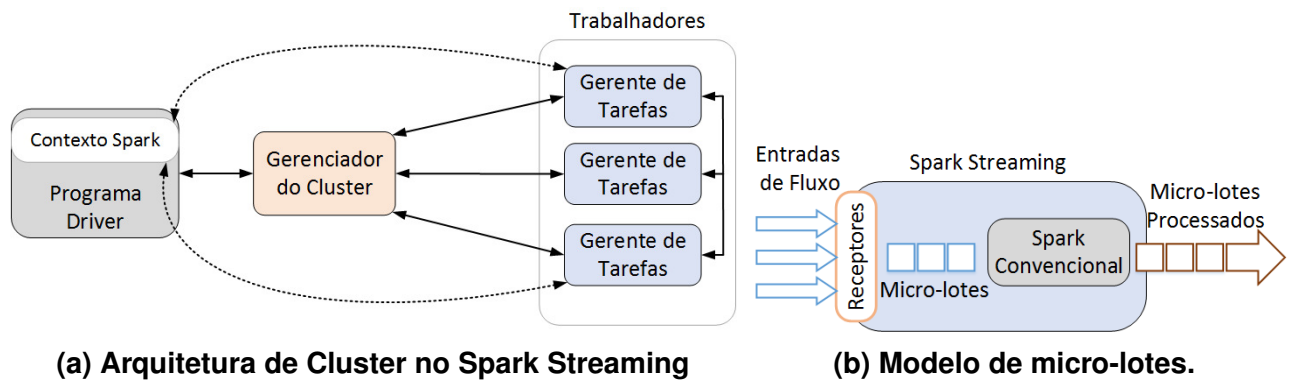 Trabalhadores
Contexto Spark
Programa
Driver
Gerenciador
do Cluster
Gerente de
Tarefas
Gerente de
Tarefas
Gerente de
Tarefas
(a) Arquitetura de Cluster no Spark Streaming
Entradas
de Fluxo
Spark Streaming
Receptores
Micro-lotes
Spark
Convencional
Micro-lotes
Processados
(b) Modelo de micro-lotes.